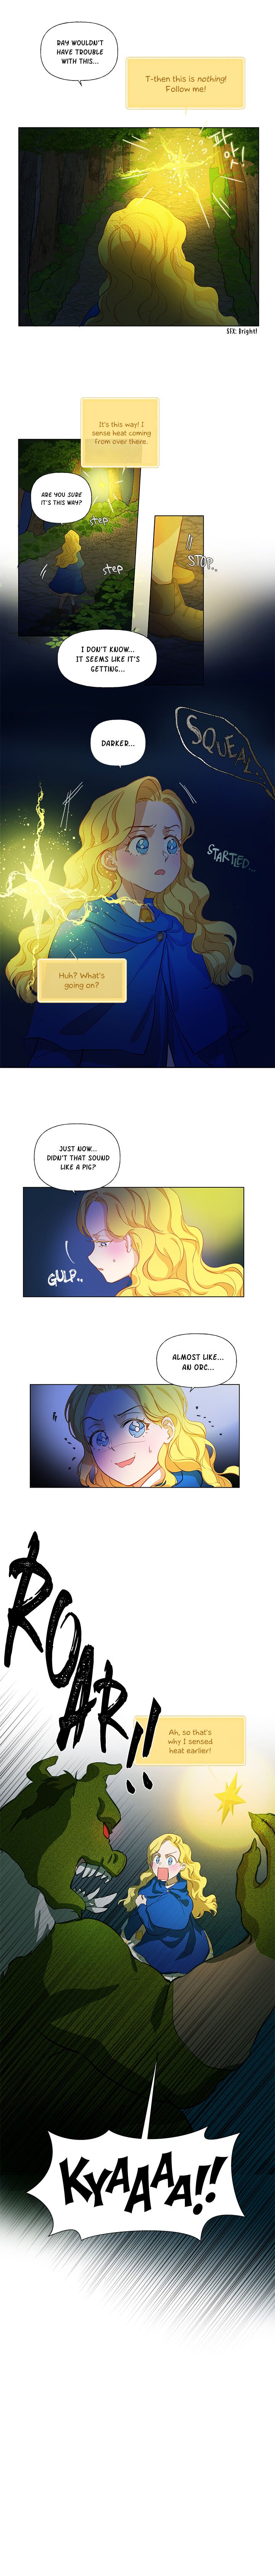 RAY WOULDN'T
HAVE TROUBLE
WITH THIS...
T-then this is nothing!
Follow me!
파
아!
SFX: Bright!
It's this way! I
sense heat coming
from over there.
ARE YOU SURE
IT'S THIS WAY?
step
step
STOP..
I DON'T KNOW...
IT SEEMS LIKE IT'S
GETTING...
DARKER...
SQUEAL
STARTLED...
Huh? What's
going on?
JUST NOW...
DIDN'T THAT SOUND
LIKE A PIG?
GULP..
ALMOST LIKE...
AN ORC...
ROAR!!
Ah, so that's
why I sensed
heat earlier!
KYAAAA!!